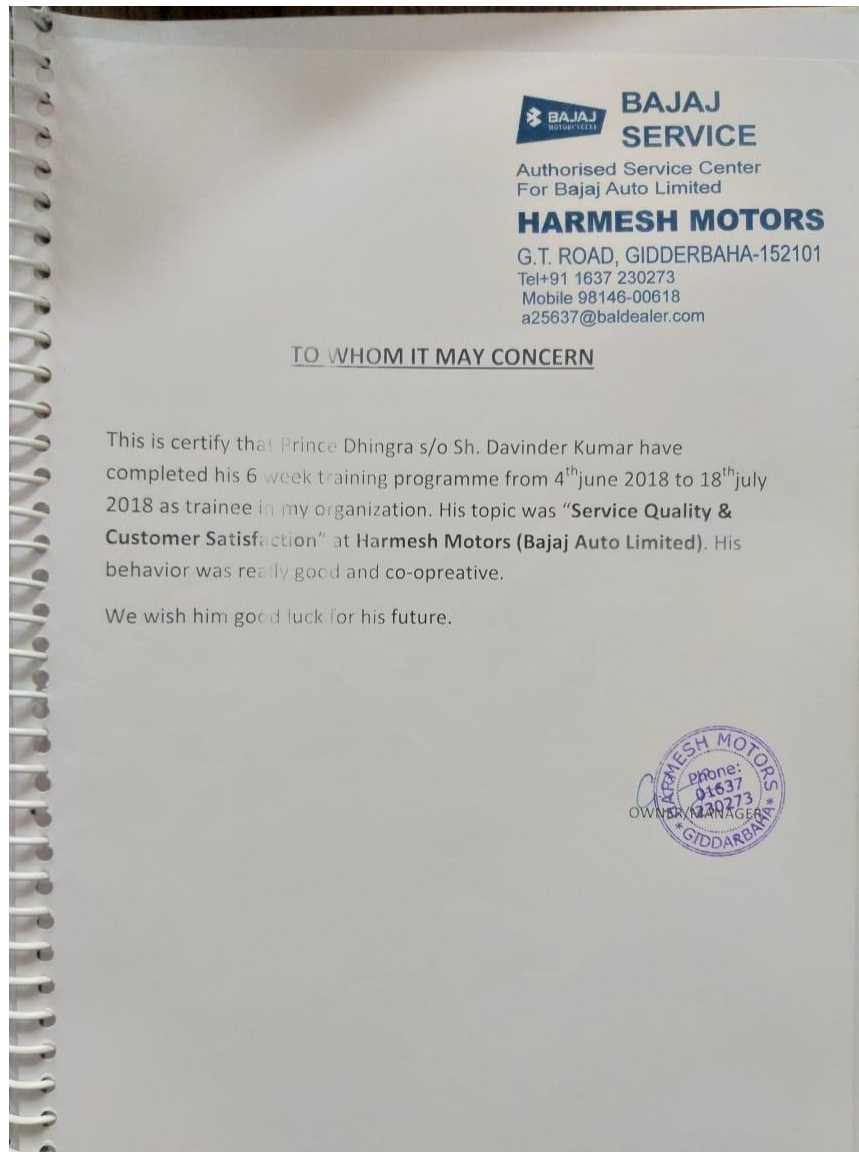 BAJAJ
MOTORCYCLES
BAJAJ
SERVICE
Authorised Service Center
For Bajaj Auto Limited
HARMESH MOTORS
G.T. ROAD, GIDDERBAHA-152101
Tel+91 1637 230273
Mobile 98146-00618
a25637@baldealer.com
TO WHOM IT MAY CONCERN
This is certify that Prince Dhingra s/o Sh. Davinder Kumar have
completed his 6 week training programme from 4thjune 2018 to 18thjuly
2018 as trainee in my organization. His topic was “Service Quality &
Customer Satisfaction” at Harmesh Motors (Bajaj Auto Limited). His
behavior was really good and co-opreative.
We wish him good luck for his future.
HARMESH MOTORS
Phone:
01637
230273
* GIDDARBAHA *
OWNER/MANAGER